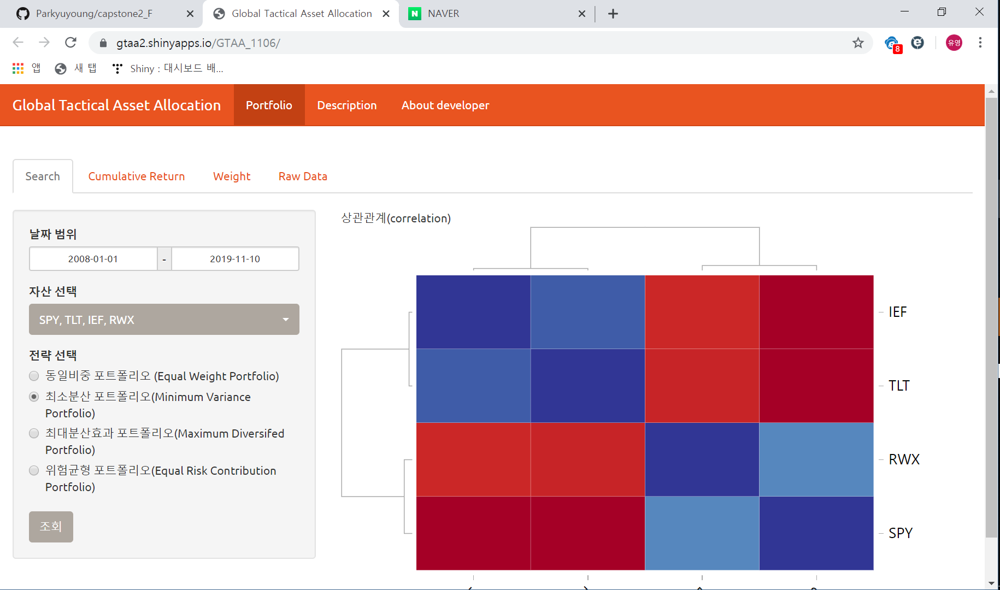 Parkyuyoung/capstone2_F
Global Tactical Asset Allocation
NAVER
gtaa2.shinyapps.io/GTAA_1106/
8
유영
앱
새 탭
Shiny : 대시보드 배...
Global Tactical Asset Allocation
Portfolio
Description
About developer
Search
Cumulative Return
Weight
Raw Data
날짜 범위
2008-01-01
-
2019-11-10
자산 선택
SPY, TLT, IEF, RWX
전략 선택
동일비중 포트폴리오 (Equal Weight Portfolio)
최소분산 포트폴리오(Minimum Variance
Portfolio)
최대분산효과 포트폴리오(Maximum Diversifed
Portfolio)
위험균형 포트폴리오(Equal Risk Contribution
Portfolio)
조회
상관관계(correlation)
IEF
TLT
RWX
SPY